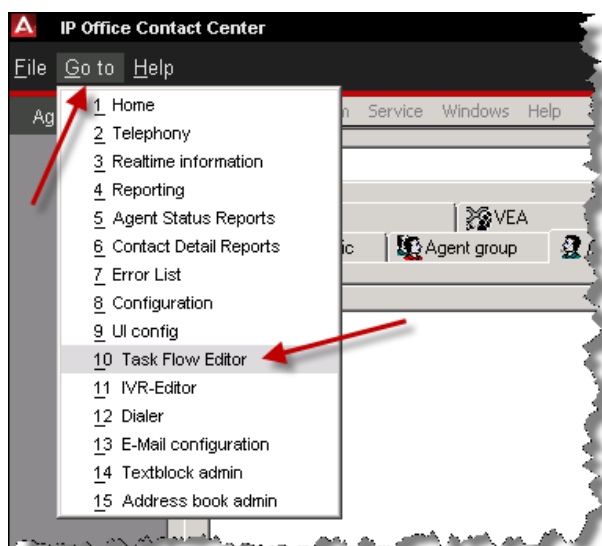 IP Office Contact Center
File Go to Help
Ag
Service Windows Help
1 Home
2 Telephony
3 Realtime information
4 Reporting
5 Agent Status Reports
6 Contact Detail Reports
7 Error List
8 Configuration
9 UI config
10 Task Flow Editor
11 IVR-Editor
12 Dialer
13 E-Mail configuration
14 Textblock admin
15 Address book admin
VEA
ic Agent group